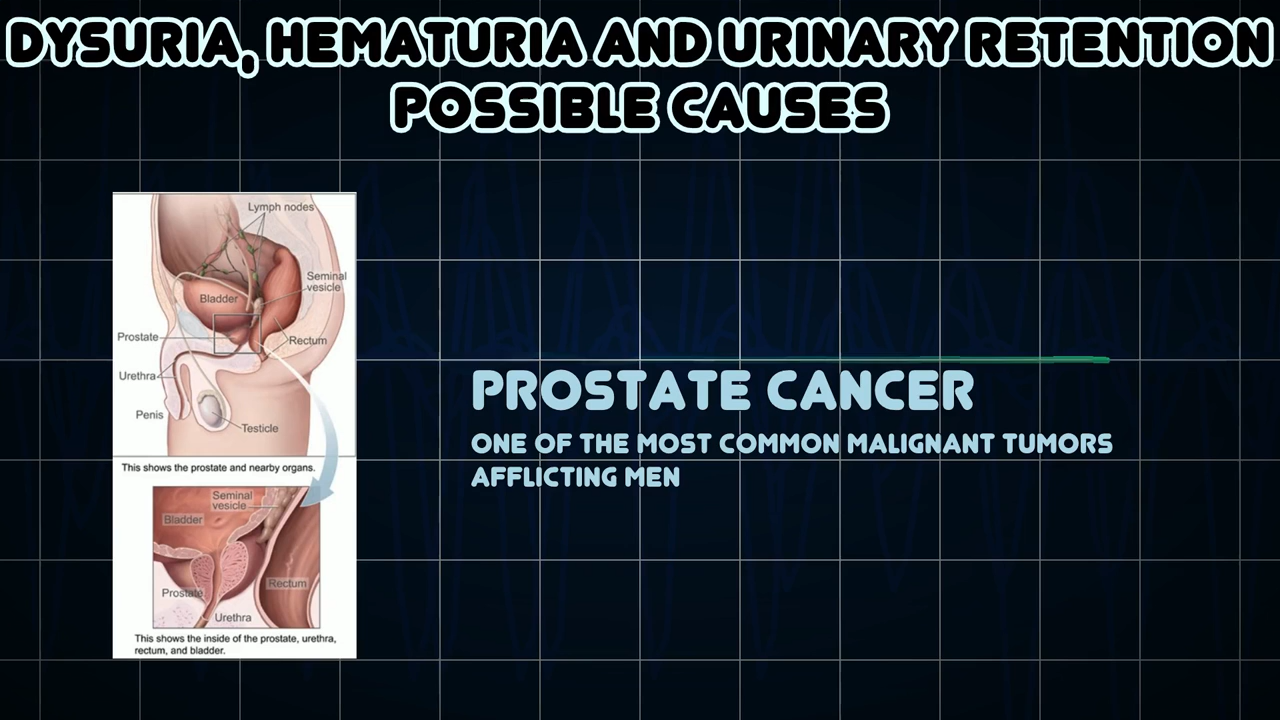 DYSURIA, HEMATURIA AND URINARY RETENTION
POSSIBLE CAUSES
Lymph nodes
Seminal
vesicle
Bladder
Prostate
Rectum
Urethra
Penis
Testicle
This shows the prostate and nearby organs.
Seminal
vesicle
Bladder
Rectum
Prostate
Urethra
This shows the inside of the prostate, urethra,
rectum, and bladder.
PROSTATE CANCER
ONE OF THE MOST COMMON MALIGNANT TUMORS
AFFLICTING MEN